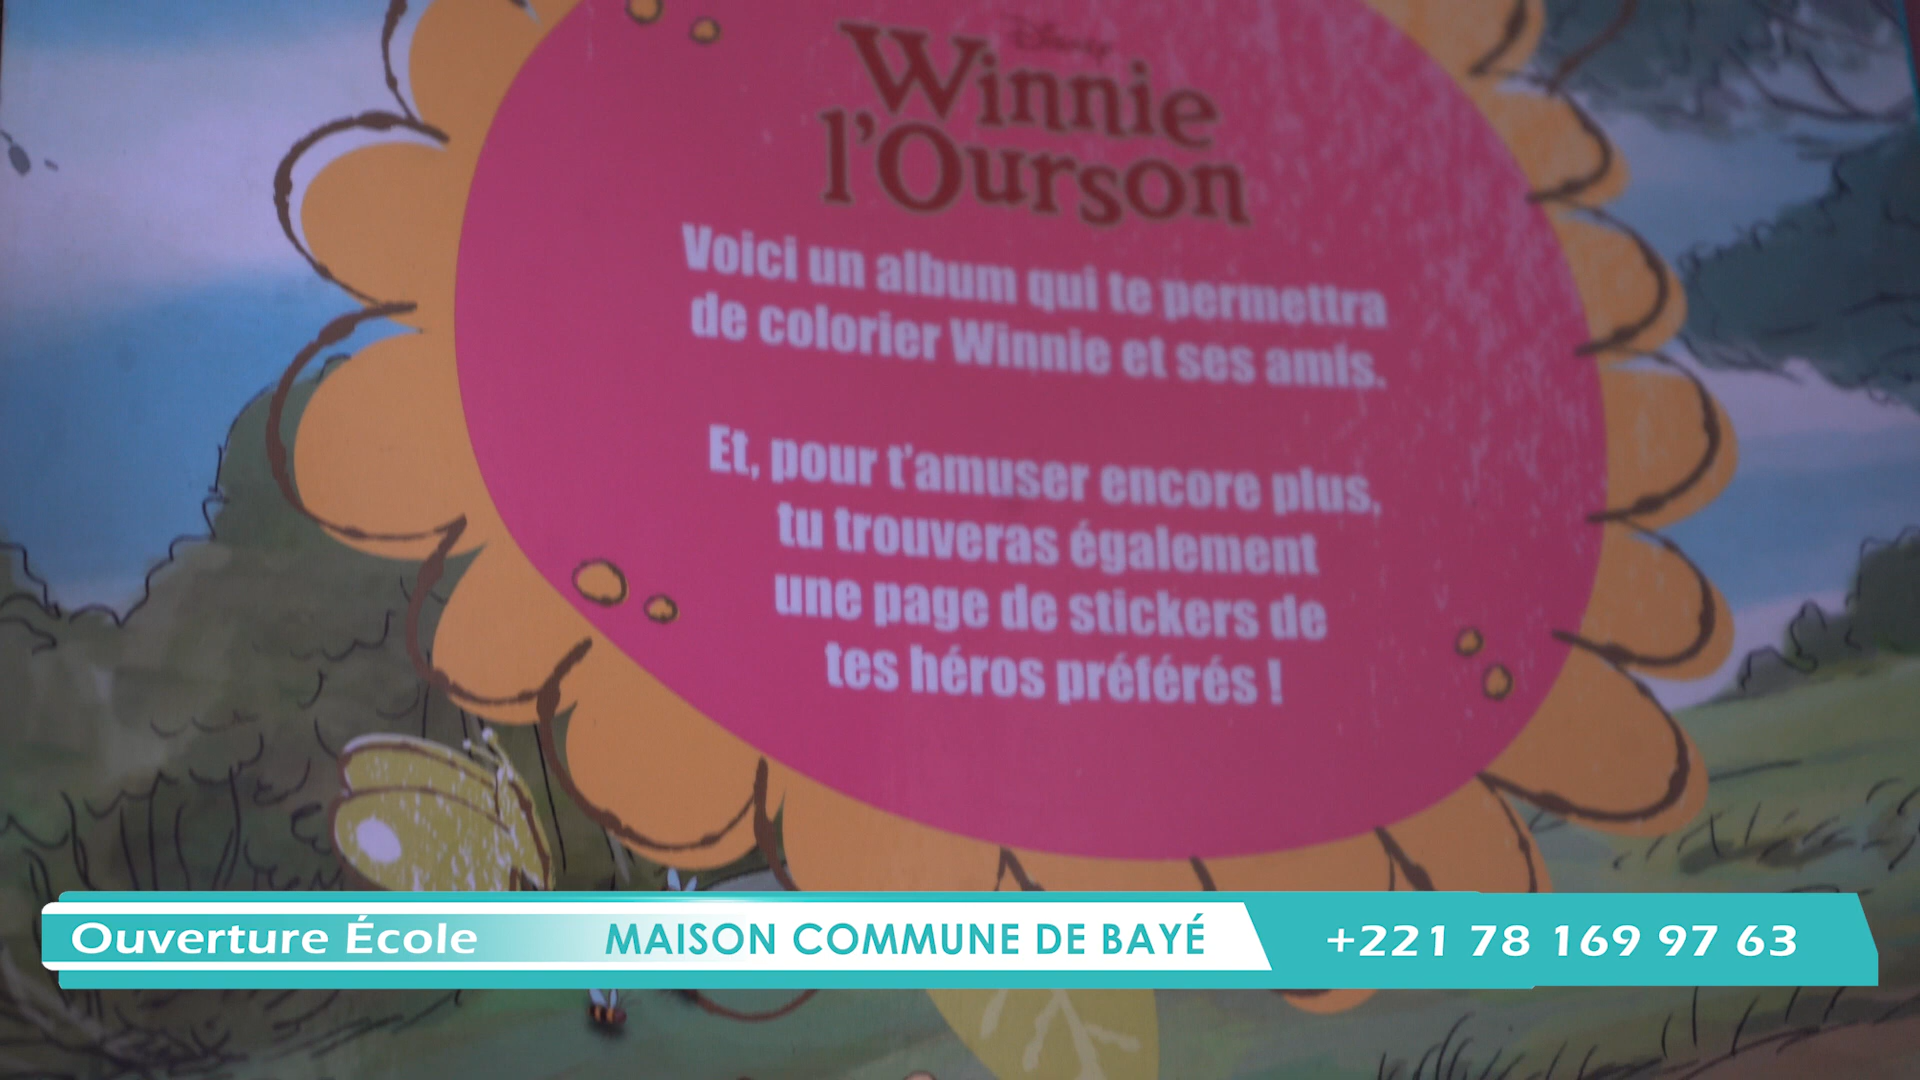 Disney
Winnie
l'Ourson
Voici un album qui te permettra
de colorier Winnie et ses amis.
Et, pour t'amuser encore plus,
tu trouveras également
une page de stickers de
tes héros préférés !
Ouverture École
MAISON COMMUNE DE BAYÉ
+221 78 169 97 63